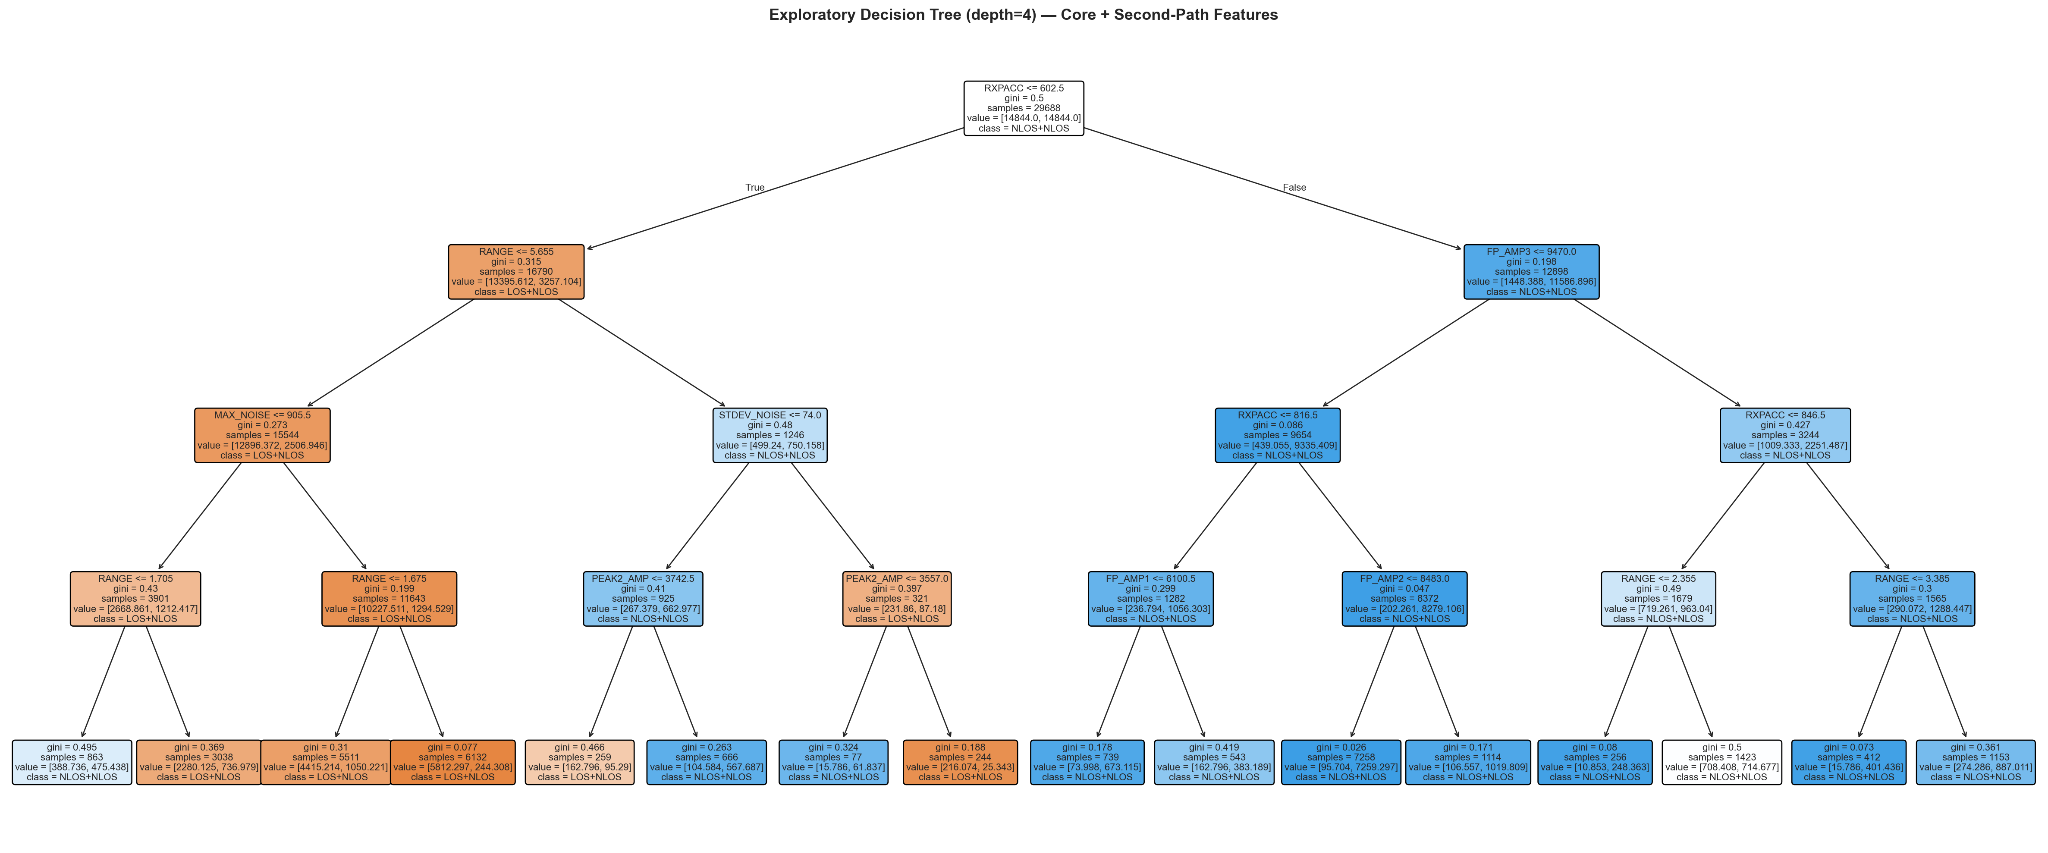 Exploratory Decision Tree (depth=4) — Core + Second-Path Features
RXPACC <= 602.5
gini = 0.5
samples = 29688
value = [14844.0, 14844.0]
class = NLOS+NLOS
True
False
RANGE <= 5.655
gini = 0.315
samples = 16790
value = [13395.612, 3257.104]
class = LOS+NLOS
FP_AMP3 <= 9470.0
gini = 0.198
samples = 12898
value = [1448.388, 11586.896]
class = NLOS+NLOS
MAX_NOISE <= 905.5
gini = 0.273
samples = 15544
value = [12896.372, 2506.946]
class = LOS+NLOS
STDEV_NOISE <= 74.0
gini = 0.48
samples = 1246
value = [499.24, 750.158]
class = NLOS+NLOS
RXPACC <= 816.5
gini = 0.086
samples = 9654
value = [439.055, 9335.409]
class = NLOS+NLOS
RXPACC <= 846.5
gini = 0.427
samples = 3244
value = [1009.333, 2251.487]
class = NLOS+NLOS
RANGE <= 1.705
gini = 0.43
samples = 3901
value = [2668.861, 1212.417]
class = LOS+NLOS
RANGE <= 1.675
gini = 0.199
samples = 11643
value = [10227.511, 1294.529]
class = LOS+NLOS
PEAK2_AMP <= 3742.5
gini = 0.41
samples = 925
value = [267.379, 662.977]
class = NLOS+NLOS
PEAK2_AMP <= 3557.0
gini = 0.397
samples = 321
value = [231.86, 87.18]
class = LOS+NLOS
FP_AMP1 <= 6100.5
gini = 0.299
samples = 1282
value = [236.794, 1056.303]
class = NLOS+NLOS
FP_AMP2 <= 8483.0
gini = 0.047
samples = 8372
value = [202.261, 8279.106]
class = NLOS+NLOS
RANGE <= 2.355
gini = 0.49
samples = 1679
value = [719.261, 963.04]
class = NLOS+NLOS
RANGE <= 3.385
gini = 0.3
samples = 1565
value = [290.072, 1288.447]
class = NLOS+NLOS
gini = 0.495
samples = 863
value = [388.736, 475.438]
class = NLOS+NLOS
gini = 0.369
samples = 3038
value = [2280.125, 736.979]
class = LOS+NLOS
gini = 0.31
samples = 5511
value = [4415.214, 1050.221]
class = LOS+NLOS
gini = 0.077
samples = 6132
value = [5812.297, 244.308]
class = LOS+NLOS
gini = 0.466
samples = 259
value = [162.796, 95.29]
class = LOS+NLOS
gini = 0.263
samples = 666
value = [104.584, 567.687]
class = NLOS+NLOS
gini = 0.324
samples = 77
value = [15.786, 61.837]
class = NLOS+NLOS
gini = 0.188
samples = 244
value = [216.074, 25.343]
class = LOS+NLOS
gini = 0.178
samples = 739
value = [73.998, 673.115]
class = NLOS+NLOS
gini = 0.419
samples = 543
value = [162.796, 383.189]
class = NLOS+NLOS
gini = 0.026
samples = 7258
value = [95.704, 7259.297]
class = NLOS+NLOS
gini = 0.171
samples = 1114
value = [106.557, 1019.809]
class = NLOS+NLOS
gini = 0.08
samples = 256
value = [10.853, 248.363]
class = NLOS+NLOS
gini = 0.5
samples = 1423
value = [708.408, 714.677]
class = NLOS+NLOS
gini = 0.073
samples = 412
value = [15.786, 401.436]
class = NLOS+NLOS
gini = 0.361
samples = 1153
value = [274.286, 887.011]
class = NLOS+NLOS